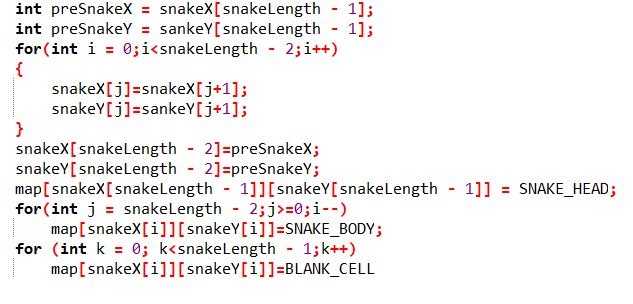 int preSnakeX = snakeX[snakeLength - 1];
int preSnakeY = sankeY[snakeLength - 1];
for(int i = 0;i<snakeLength - 2;i++)
{
    snakeX[j]=snakeX[j+1];
    snakeY[j]=sankeY[j+1];
}
snakeX[snakeLength - 2]=preSnakeX;
snakeY[snakeLength - 2]=preSnakeY;
map[snakeX[snakeLength - 1]][snakeY[snakeLength - 1]] = SNAKE_HEAD;
for(int j = snakeLength - 2;j>=0;i--)
    map[snakeX[i]][snakeY[i]]=SNAKE_BODY;
for (int k = 0; k<snakeLength - 1;k++)
    map[snakeX[i]][snakeY[i]]=BLANK_CELL